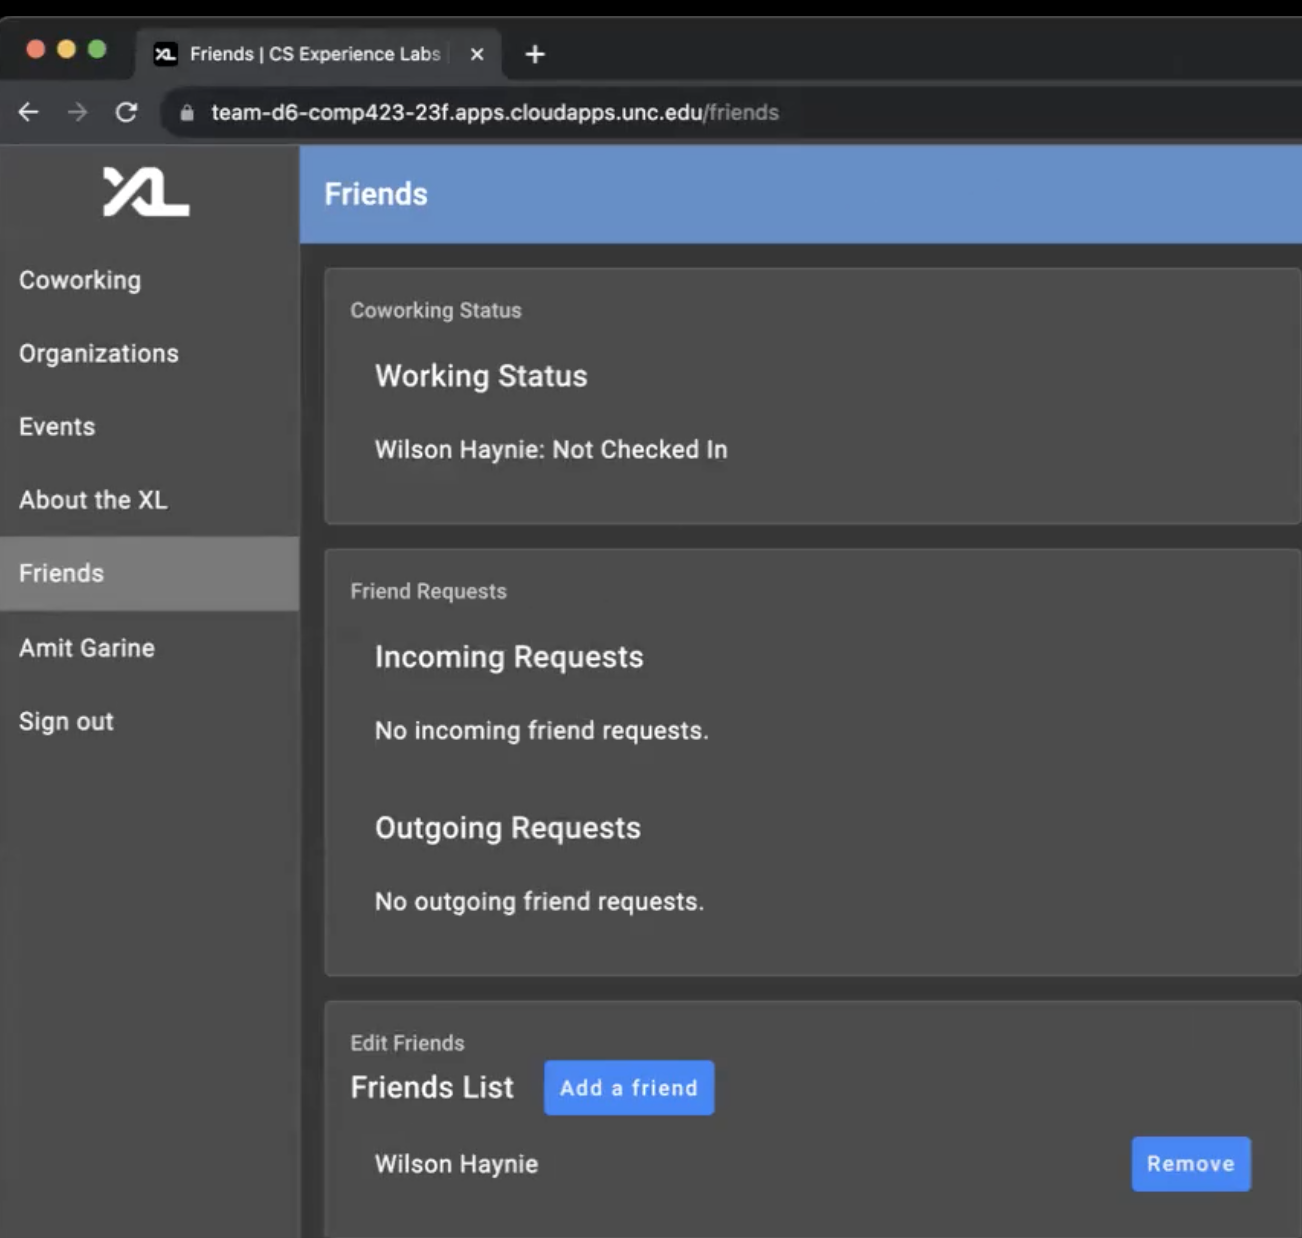 Friends | CS Experience Labs
team-d6-comp423-23f.apps.cloudapps.unc.edu/friends
XL
Friends
Coworking
Organizations
Events
About the XL
Friends
Amit Garine
Sign out
Coworking Status
Working Status
Wilson Haynie: Not Checked In
Friend Requests
Incoming Requests
No incoming friend requests.
Outgoing Requests
No outgoing friend requests.
Edit Friends
Friends List Add a friend
Wilson Haynie Remove